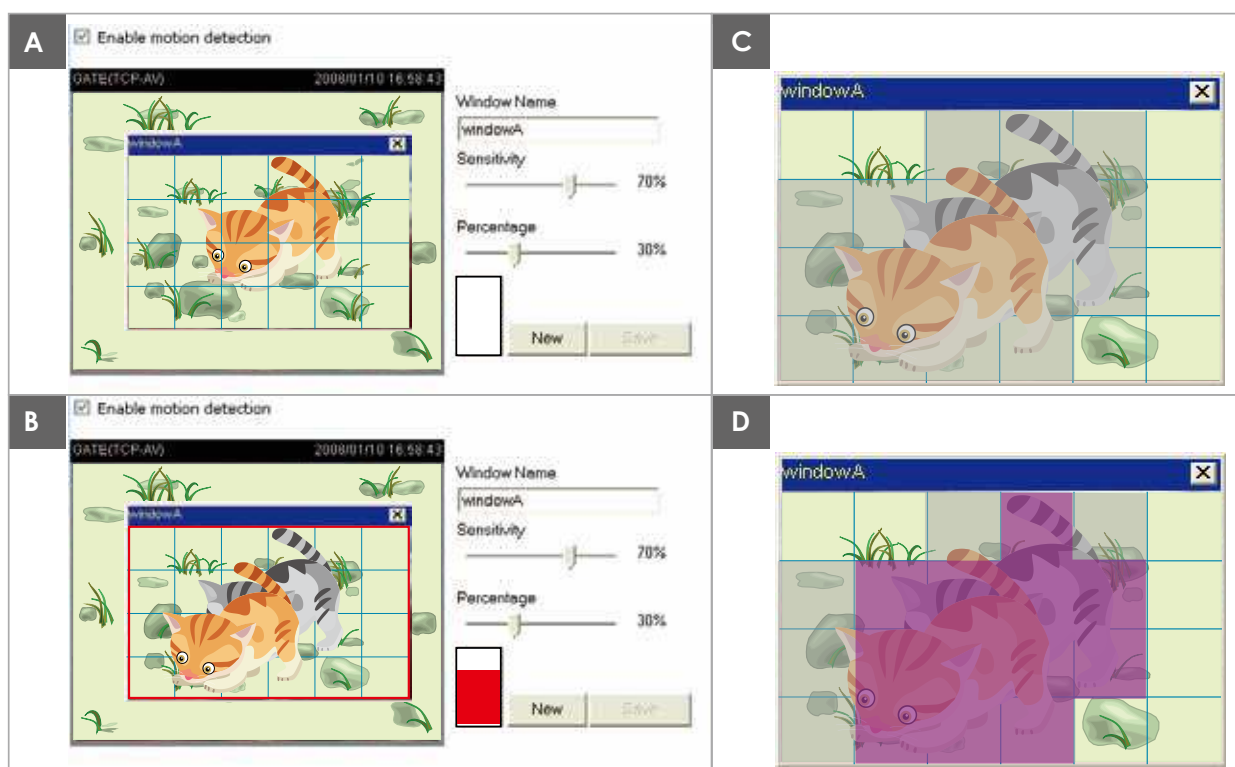 A
Enable motion detection
GATE(TCP-AV) 2008/01/10 16:58:43
windowA
Window Name
windowA
Sensitivity
70%
Percentage
30%
New Save
B
Enable motion detection
GATE(TCP-AV) 2008/01/10 16:58:43
windowA
Window Name
windowA
Sensitivity
70%
Percentage
30%
New Save
C
windowA
D
windowA